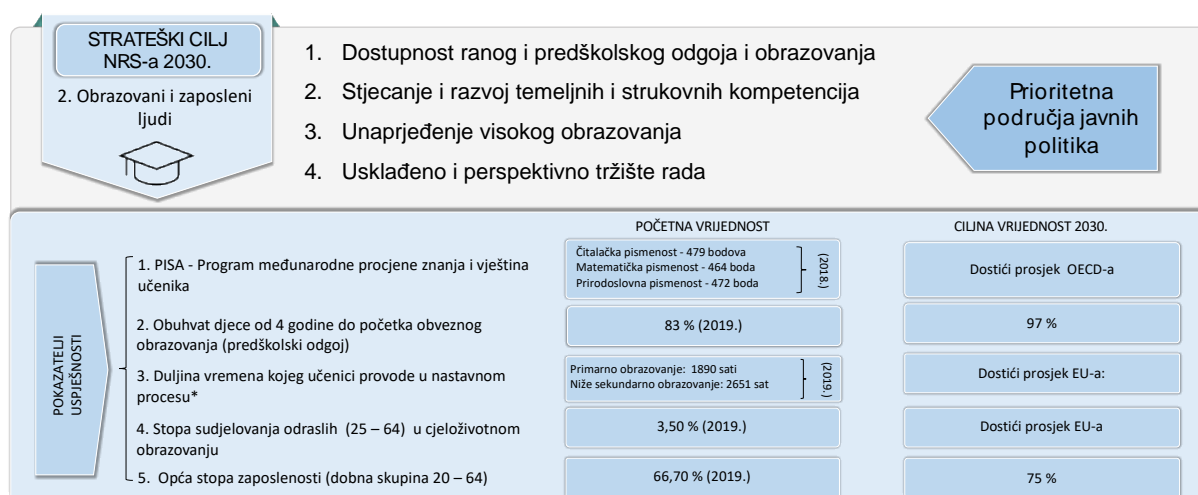 STRATEŠKI CILJ
NRS-a 2030.
2. Obrazovani i zaposleni
ljudi
1. Dostupnost ranog i predškolskog odgoja i obrazovanja
2. Stjecanje i razvoj temeljnih i strukovnih kompetencija
3. Unaprjeđenje visokog obrazovanja
4. Usklađeno i perspektivno tržište rada
Prioritetna
područja javnih
politika
POČETNA VRIJEDNOST
CILJNA VRIJEDNOST 2030.
POKAZATELJI
USPJEŠNOSTI
1. PISA - Program međunarodne procjene znanja i vještina
učenika
Čitalačka pismenost - 479 bodova
Matematička pismenost - 464 boda
Prirodoslovna pismenost - 472 boda
(2018.)
Dostići prosjek OECD-a
2. Obuhvat djece od 4 godine do početka obveznog
obrazovanja (predškolski odgoj)
83 % (2019.)
97 %
3. Duljina vremena kojeg učenici provode u nastavnom
procesu*
Primarno obrazovanje: 1890 sati
Niže sekundarno obrazovanje: 2651 sat
(2019.)
Dostići prosjek EU-a:
4. Stopa sudjelovanja odraslih (25 – 64) u cjeloživotnom
obrazovanju
3,50 % (2019.)
Dostići prosjek EU-a
5. Opća stopa zaposlenosti (dobna skupina 20 – 64)
66,70 % (2019.)
75 %